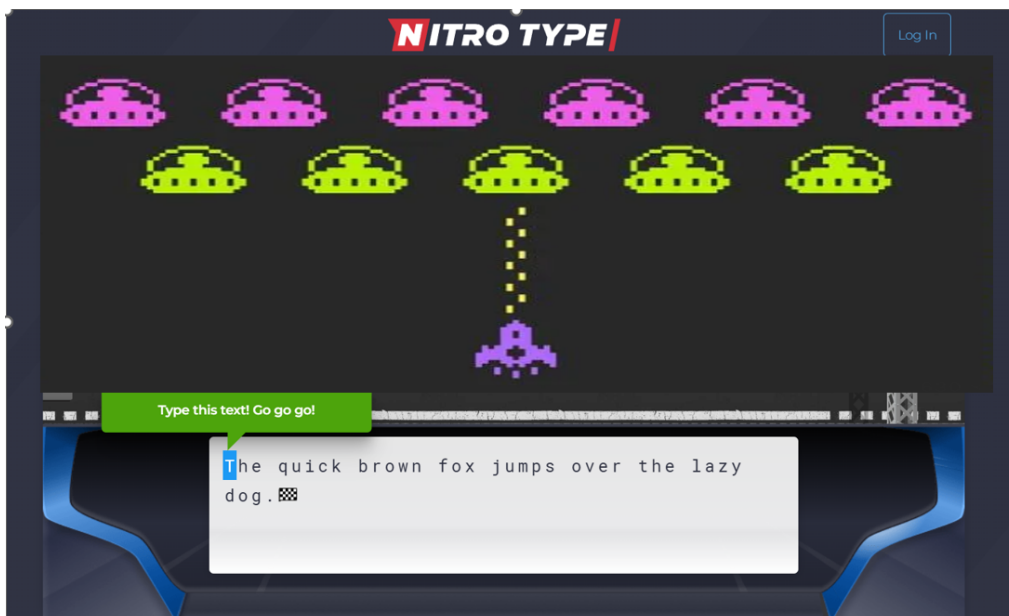 NITRO TYPE
Log In
Type this text! Go go go!
The quick brown fox jumps over the lazy
dog.